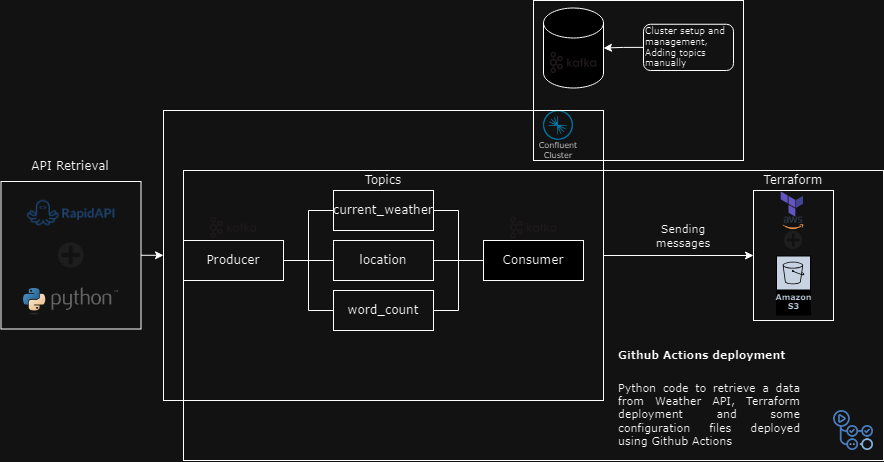 Cluster setup and
management,
Adding topics
manually
kafka
Confluent
Cluster
API Retrieval
RapidAPI
python™
Topics
kafka
current_weather
kafka
Producer
location
Consumer
word_count
Sending
messages
Terraform
aws
Amazon
S3
Github Actions deployment
Python code to retrieve a data
from Weather API, Terraform
deployment and some
configuration files deployed
using Github Actions